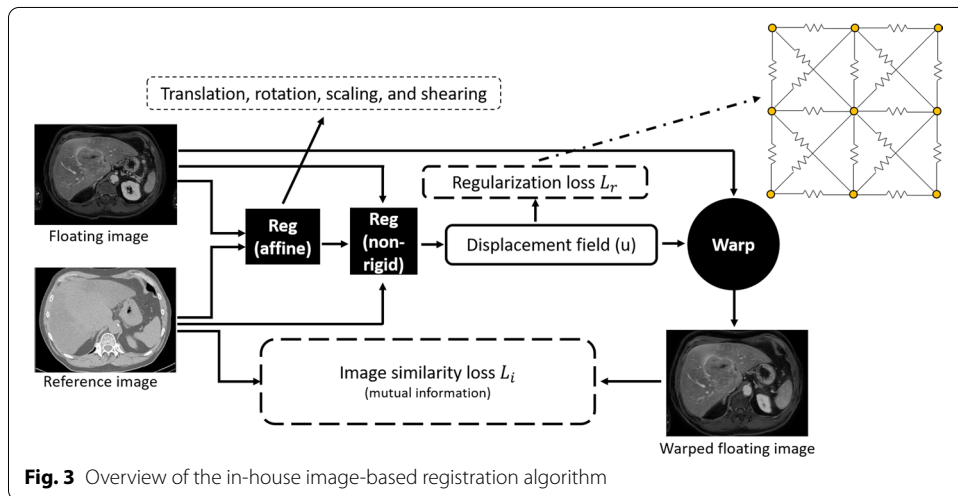 Translation, rotation, scaling, and shearing
Floating image
Reg
(affine)
Reg
(non-
rigid)
Regularization loss L_r
Displacement field (u)
Warp
Reference image
Image similarity loss L_i
(mutual information)
Warped floating image
Fig. 3 Overview of the in-house image-based registration algorithm